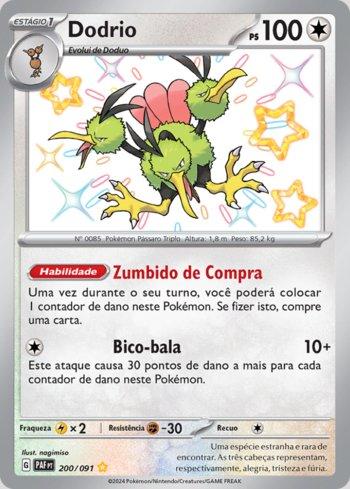 ESTÁGIO 1
Dodrio
PS 100
Evolui de Doduo
Nº 0085 Pokémon Pássaro Triplo Altura: 1,8 m Peso: 85,2 kg
Habilidade Zumbido de Compra
Uma vez durante o seu turno, você poderá colocar
1 contador de dano neste Pokémon. Se fizer isto, compre
uma carta.
Bico-bala 10+
Este ataque causa 30 pontos de dano a mais para cada
contador de dano neste Pokémon.
Fraqueza x 2 Resistência -30 Recuo
Ilust. nagimiso
G PAF PT 200/091
Uma espécie estranha e rara de
encontrar. As três cabeças representam,
respectivamente, alegria, tristeza e fúria.
©2024 Pokémon/Nintendo/Creatures/GAME FREAK